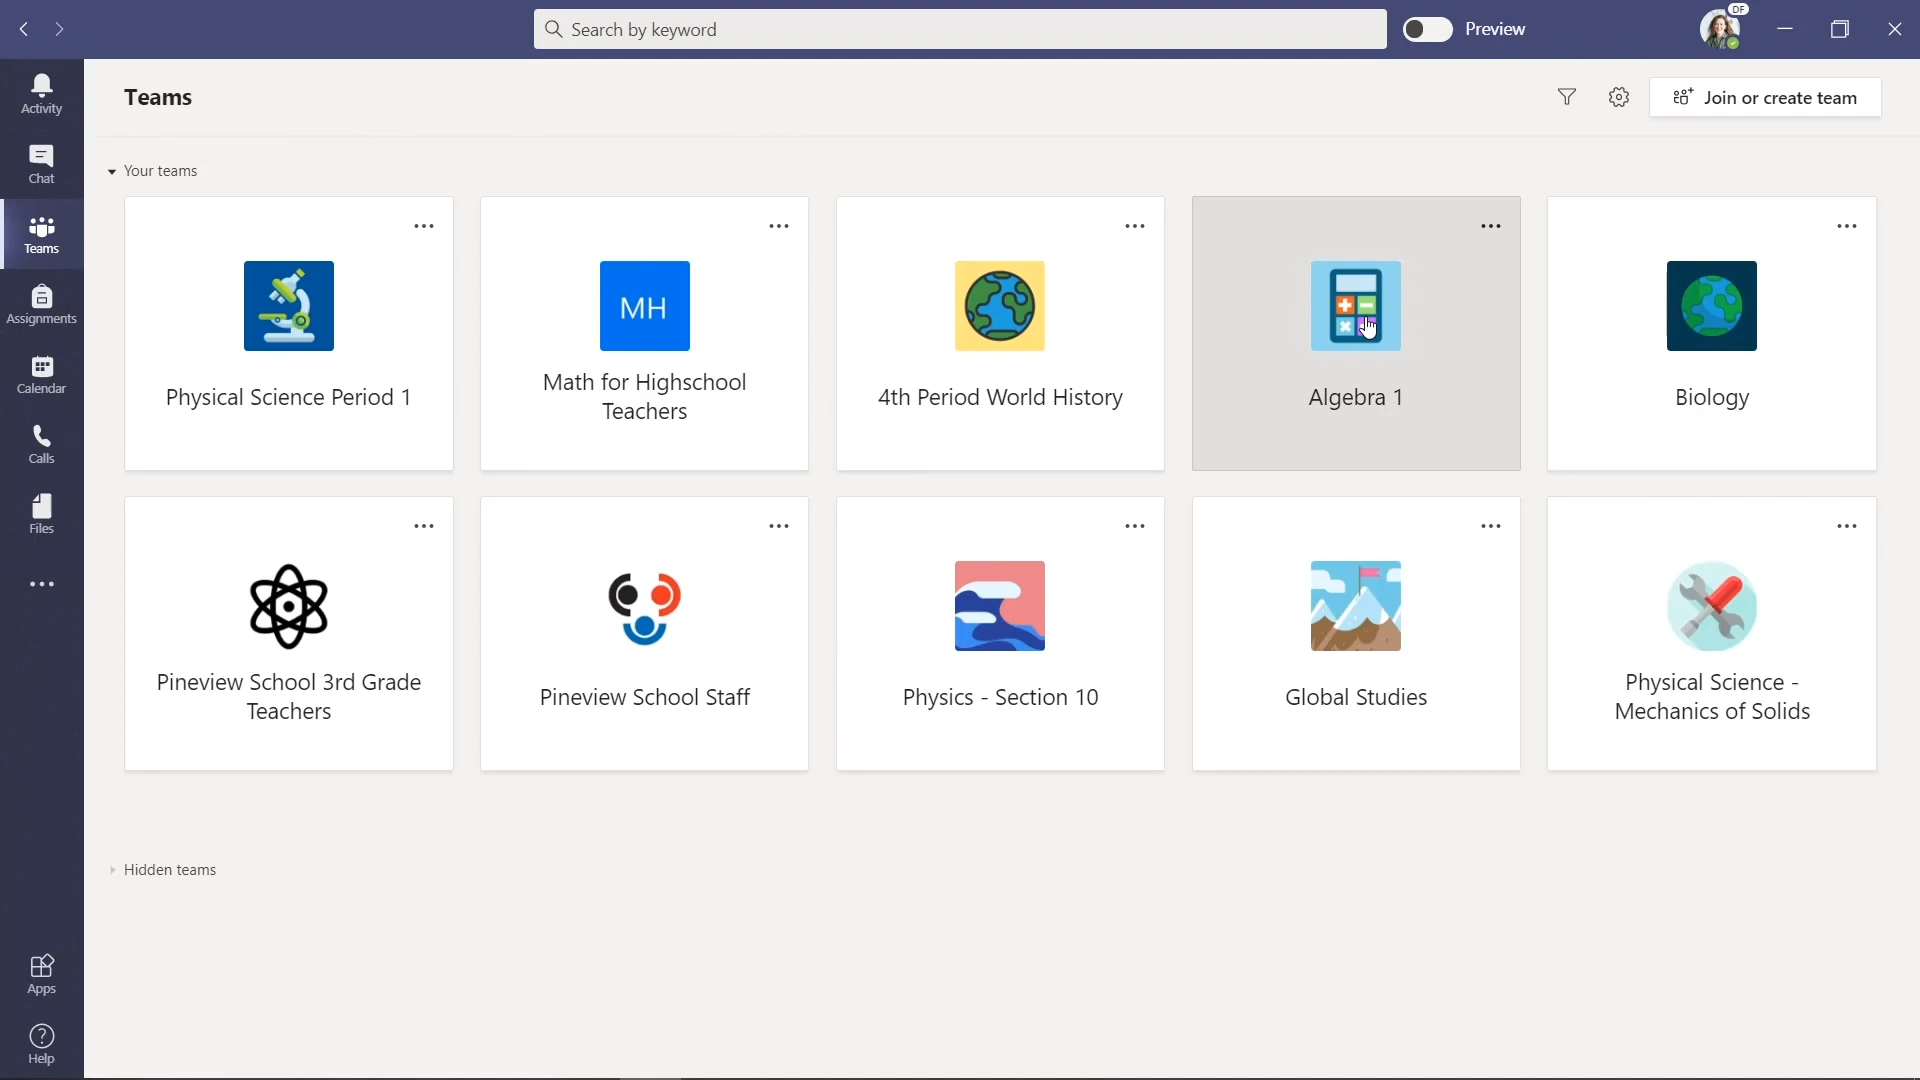 Search by keyword
Preview
DF
Activity
Chat
Teams
Assignments
Calendar
Calls
Files
Apps
Help
Teams
Join or create team
Your teams
Physical Science Period 1
MH
Math for Highschool
Teachers
4th Period World History
Algebra 1
Biology
Pineview School 3rd Grade
Teachers
Pineview School Staff
Physics - Section 10
Global Studies
Physical Science -
Mechanics of Solids
Hidden teams